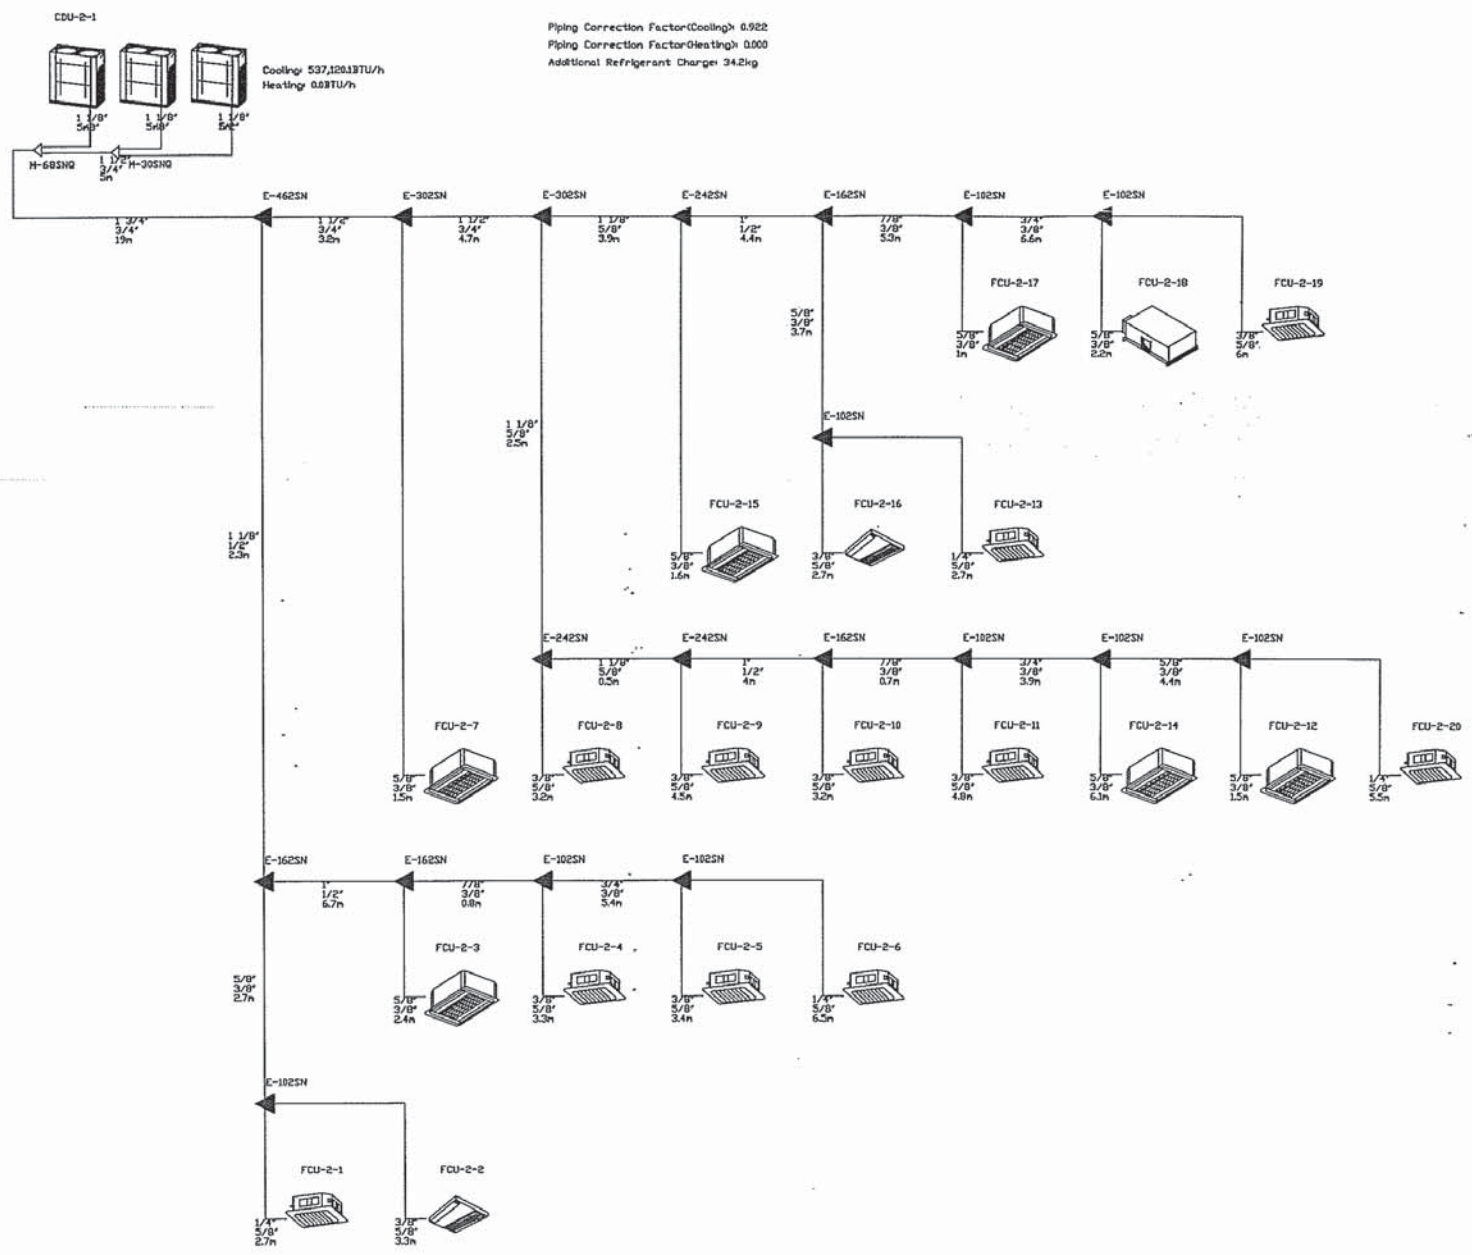 CDU-2-1
Piping Correction Factor(Cooling): 0.922
Piping Correction Factor(Heating): 0.000
Additional Refrigerant Charge: 34.2kg
Cooling: 537,120.1BTU/h
Heating: 0.0BTU/h
1 1/8"
1 1/8"
1 1/8"
M-68SNQ
1 1/2"
3/4"
5m
M-30SNQ
E-462SN
E-302SN
E-302SN
E-242SN
E-162SN
E-102SN
E-102SN
1 3/4"
3/4"
19m
1 1/2"
3/4"
3.2m
1 1/2"
3/4"
4.7m
1 1/8"
5/8"
3.9m
1"
1/2"
4.4m
7/8"
3/8"
5.3m
3/4"
3/8"
6.6m
FCU-2-17
FCU-2-18
FCU-2-19
5/8"
3/8"
3.7m
5/8"
3/8"
1m
5/8"
3/8"
2.2m
3/8"
5/8"
6m
E-102SN
1 1/8"
5/8"
2.5m
FCU-2-15
FCU-2-16
FCU-2-13
1 1/8"
1/2"
2.3m
5/8"
3/8"
1.6m
3/8"
5/8"
2.7m
1/4"
5/8"
2.7m
E-242SN
E-242SN
E-162SN
E-102SN
E-102SN
E-102SN
1 1/8"
5/8"
0.5m
1"
1/2"
4m
7/8"
3/8"
0.7m
3/4"
3/8"
3.9m
5/8"
3/8"
4.4m
FCU-2-7
FCU-2-8
FCU-2-9
FCU-2-10
FCU-2-11
FCU-2-14
FCU-2-12
FCU-2-20
5/8"
3/8"
1.5m
3/8"
5/8"
3.2m
3/8"
5/8"
4.5m
3/8"
5/8"
3.2m
3/8"
5/8"
4.8m
5/8"
3/8"
6.1m
5/8"
3/8"
1.5m
1/4"
5/8"
5.5m
E-162SN
E-162SN
E-102SN
E-102SN
1"
1/2"
6.7m
7/8"
3/8"
0.8m
3/4"
3/8"
5.4m
FCU-2-3
FCU-2-4
FCU-2-5
FCU-2-6
5/8"
3/8"
2.7m
5/8"
3/8"
2.4m
3/8"
5/8"
3.3m
3/8"
5/8"
3.4m
1/4"
5/8"
6.5m
E-102SN
FCU-2-1
FCU-2-2
1/4"
5/8"
2.7m
3/8"
5/8"
3.3m